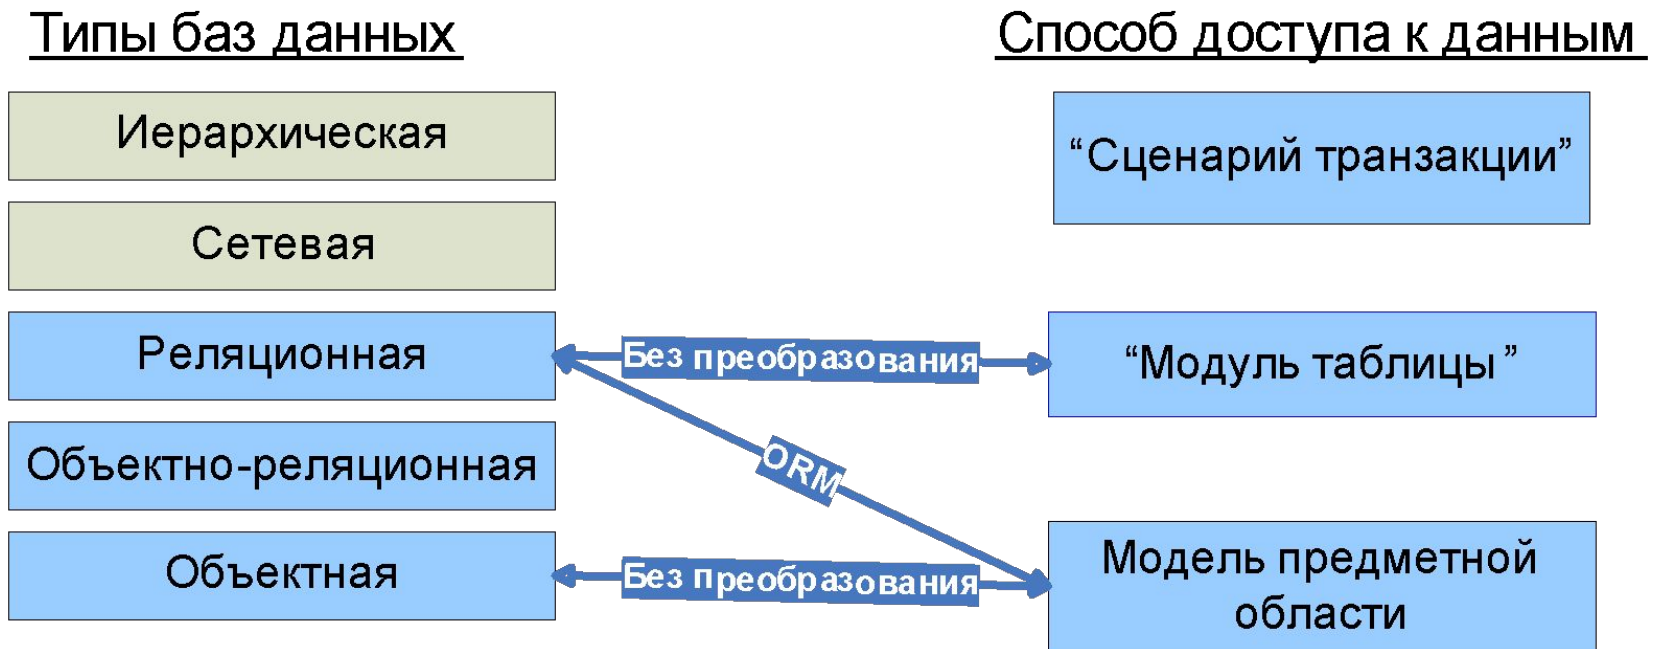 Типы баз данных
Способ доступа к данным
Иерархическая
“Сценарий транзакции”
Сетевая
Реляционная
Без преобразования
“Модуль таблицы”
Объектно-реляционная
ORM
Объектная
Без преобразования
Модель предметной
области